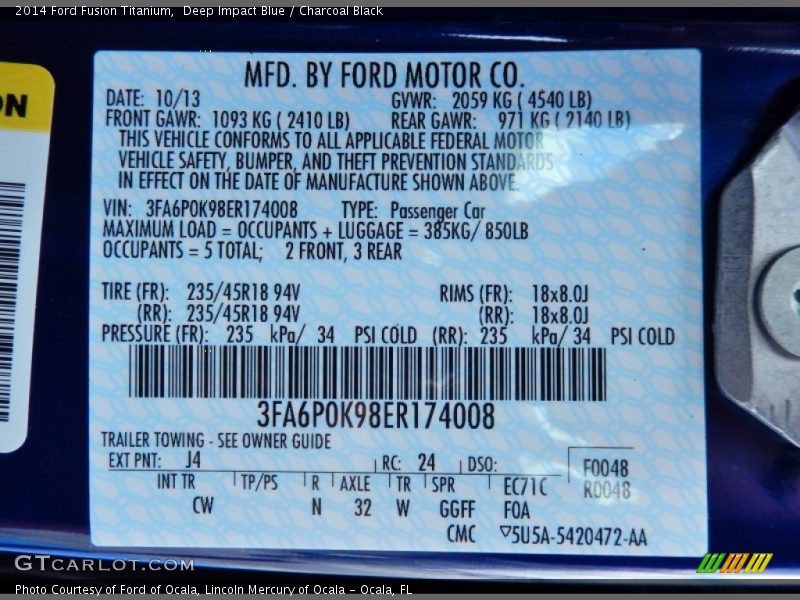 2014 Ford Fusion Titanium,  Deep Impact Blue / Charcoal Black
ON
MFD. BY FORD MOTOR CO.
DATE: 10/13 GVWR: 2059 KG ( 4540 LB)
FRONT GAWR: 1093 KG ( 2410 LB) REAR GAWR: 971 KG ( 2140 LB)
THIS VEHICLE CONFORMS TO ALL APPLICABLE FEDERAL MOTOR
VEHICLE SAFETY, BUMPER, AND THEFT PREVENTION STANDARDS
IN EFFECT ON THE DATE OF MANUFACTURE SHOWN ABOVE.
VIN: 3FA6P0K98ER174008 TYPE: Passenger Car
MAXIMUM LOAD = OCCUPANTS + LUGGAGE = 385KG/ 850LB
OCCUPANTS = 5 TOTAL; 2 FRONT, 3 REAR
TIRE (FR): 235/45R18 94V RIMS (FR): 18x8.0J
(RR): 235/45R18 94V (RR): 18x8.0J
PRESSURE (FR): 235 kPa/ 34 PSI COLD (RR): 235 kPa/ 34 PSI COLD
3FA6P0K98ER174008
TRAILER TOWING - SEE OWNER GUIDE
EXT PNT: J4 RC: 24 DSO: F0048
INT TR TP/PS R AXLE TR SPR EC71C R0048
CW N 32 W GGFF FOA
CMC ▽5U5A-5420472-AA
GTCARLOT.COM
Photo Courtesy of Ford of Ocala, Lincoln Mercury of Ocala - Ocala, FL